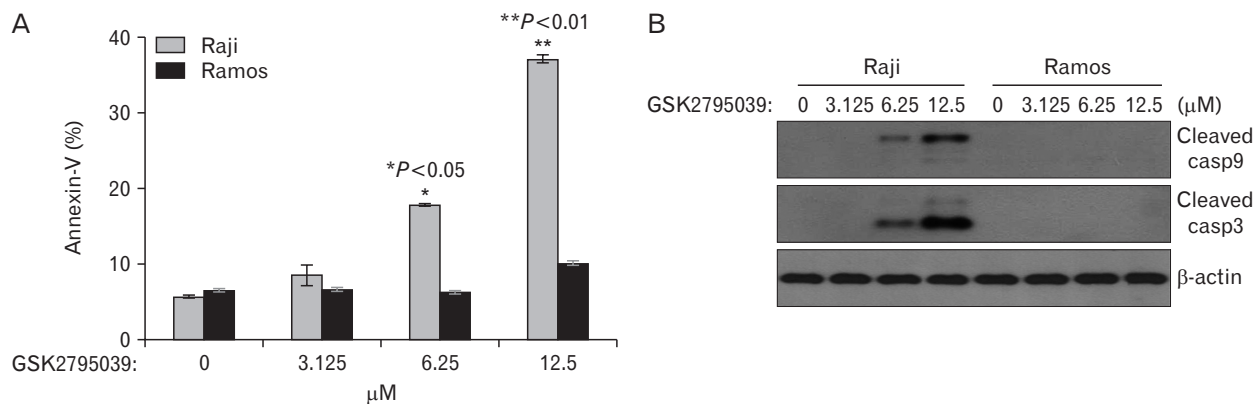 A
**P<0.01
**
*P<0.05
*
Raji
Ramos
Annexin-V (%)
40
30
20
10
0
GSK2795039: 0 3.125 6.25 12.5
μM
B
Raji Ramos
GSK2795039: 0 3.125 6.25 12.5 0 3.125 6.25 12.5 (μM)
Cleaved
casp9
Cleaved
casp3
β-actin